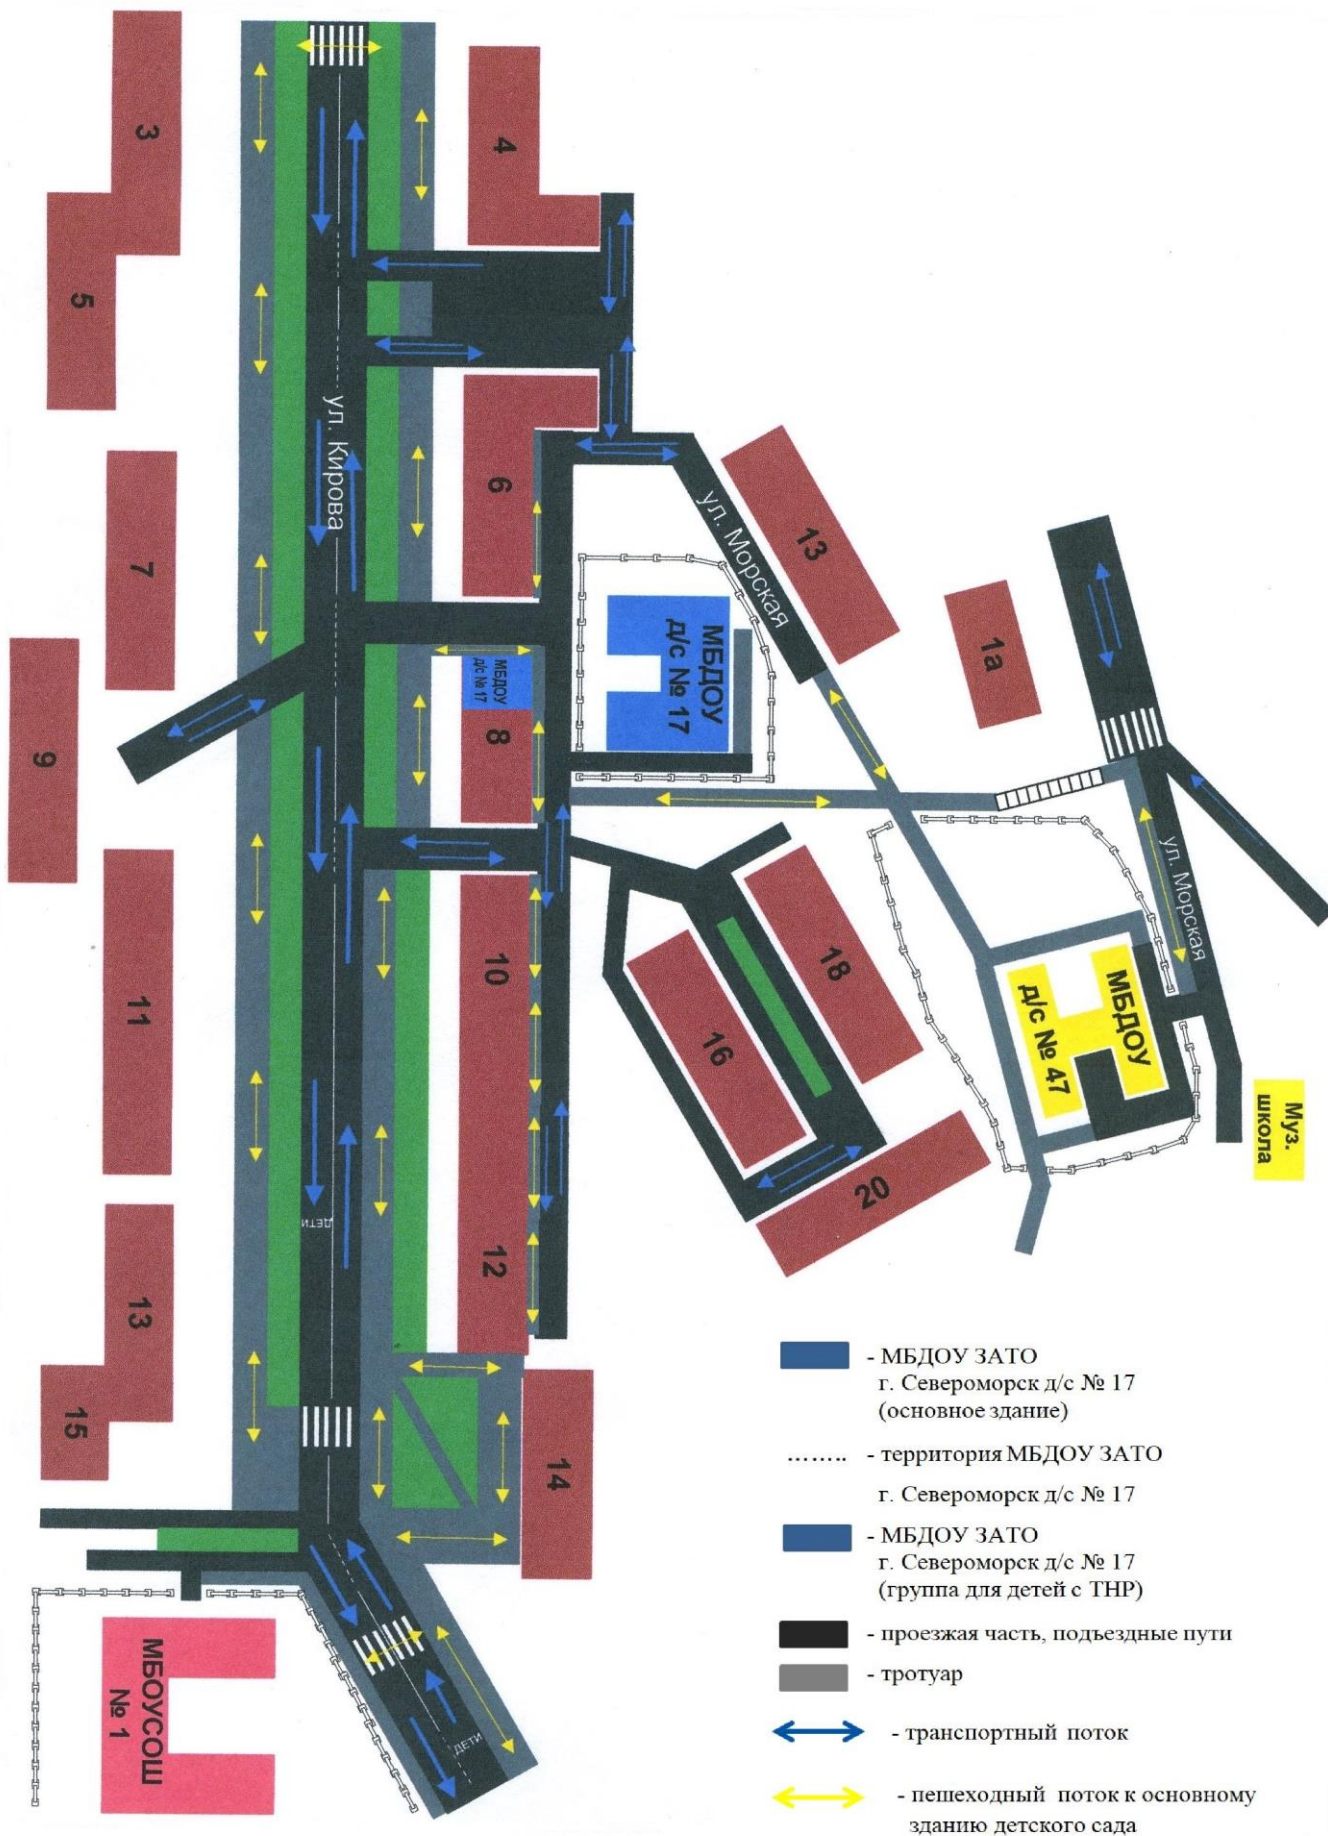 3
4
5
ул. Кирова
6
7
ул. Морская
13
1а
МБДОУ
д/с № 17
МБДОУ
д/с № 17
8
9
ул. Морская
10
11
18
16
МБДОУ
д/с № 47
Муз.
школа
20
дети
12
13
15
14
МБОУСОШ
№ 1
дети
- МБДОУ ЗАТО
г. Североморск д/с № 17
(основное здание)
........ - территория МБДОУ ЗАТО
г. Североморск д/с № 17
- МБДОУ ЗАТО
г. Североморск д/с № 17
(группа для детей с ТНР)
- проезжая часть, подъездные пути
- тротуар
- транспортный поток
- пешеходный поток к основному
зданию детского сада